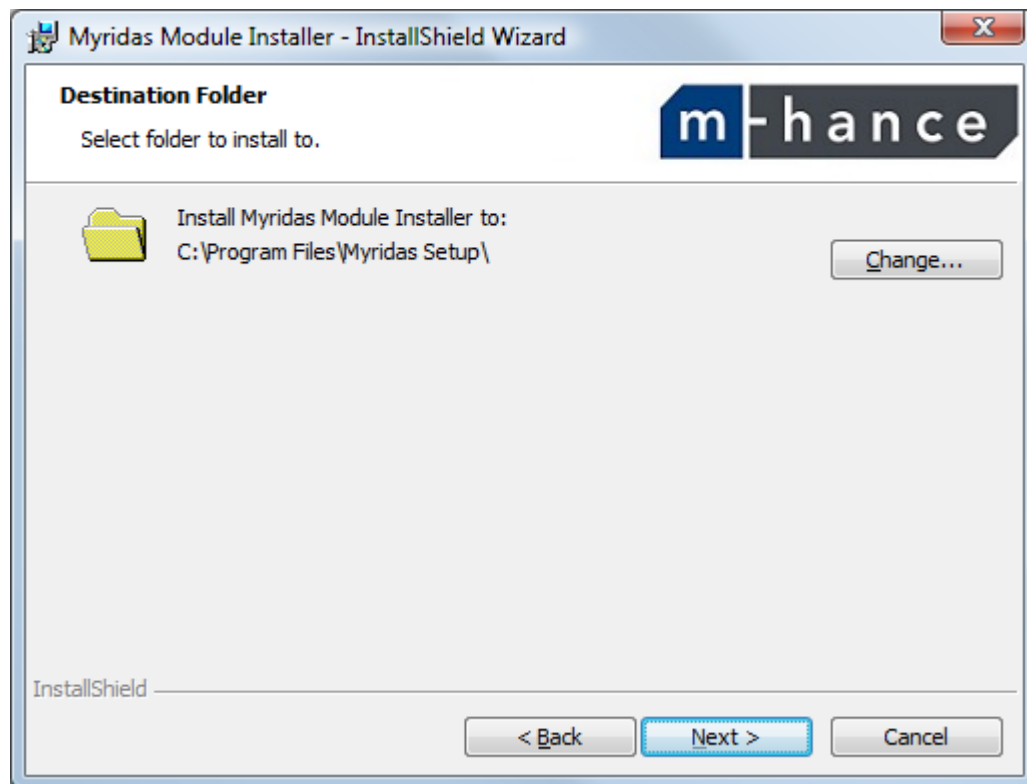 Myridas Module Installer - InstallShield Wizard
Destination Folder
Select folder to install to.
m-hance
Install Myridas Module Installer to:
C:\Program Files\Myridas Setup\
Change...
InstallShield
< Back
Next >
Cancel